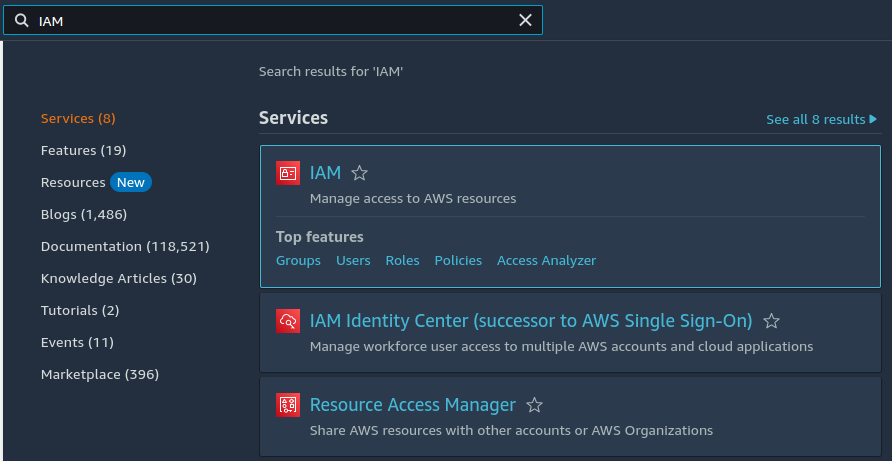 IAM
Search results for 'IAM'
Services (8)
Features (19)
Resources New
Blogs (1,486)
Documentation (118,521)
Knowledge Articles (30)
Tutorials (2)
Events (11)
Marketplace (396)
Services
See all 8 results
IAM
Manage access to AWS resources
Top features
Groups Users Roles Policies Access Analyzer
IAM Identity Center (successor to AWS Single Sign-On)
Manage workforce user access to multiple AWS accounts and cloud applications
Resource Access Manager
Share AWS resources with other accounts or AWS Organizations